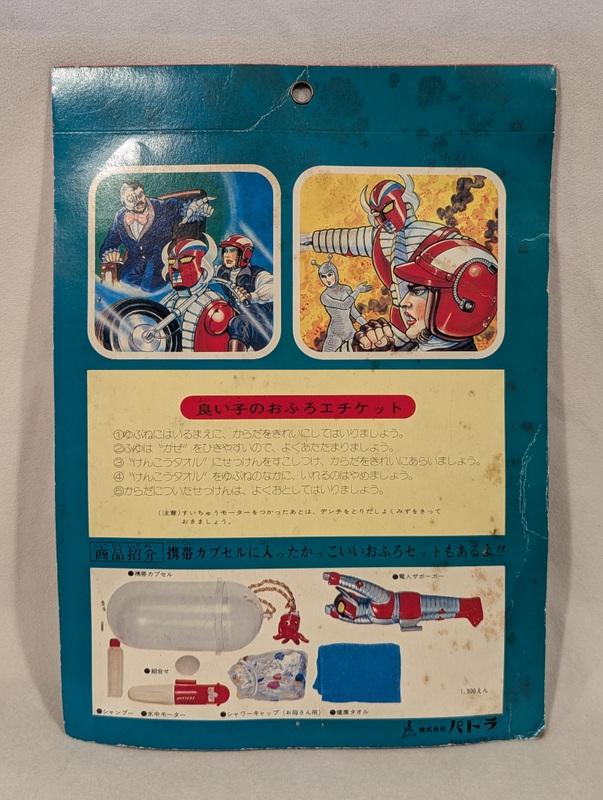 良い子のおふろエチケット
①ゆぶねにはいるまえに、からだをきれいにしてはいりましょう。
②ふゆは"かぜ"をひきやすいので、よくあたたまりましょう。
③"けんこうタオル"にせっけんをすこしつけ、からだをきれいにあらいましょう。
④"けんこうタオル"をゆぶねのなかに、いれるのはやめましょう。
⑤からだについたせっけんは、よくおとしてはいりましょう。
(注意)すいちゅうモーターをつかったあとは、デンチをとりだしよくみずをきって
おきましょう。
商品紹介 携帯カプセルに入ったかっこいいおふろセットもあるよ!!
●携帯カプセル
●電人ザボーガー
●組合せ
1,300えん
●シャンプー ●水中モーター ●シャワーキャップ(お母さん用) ●健康タオル
株式会社 パトラ